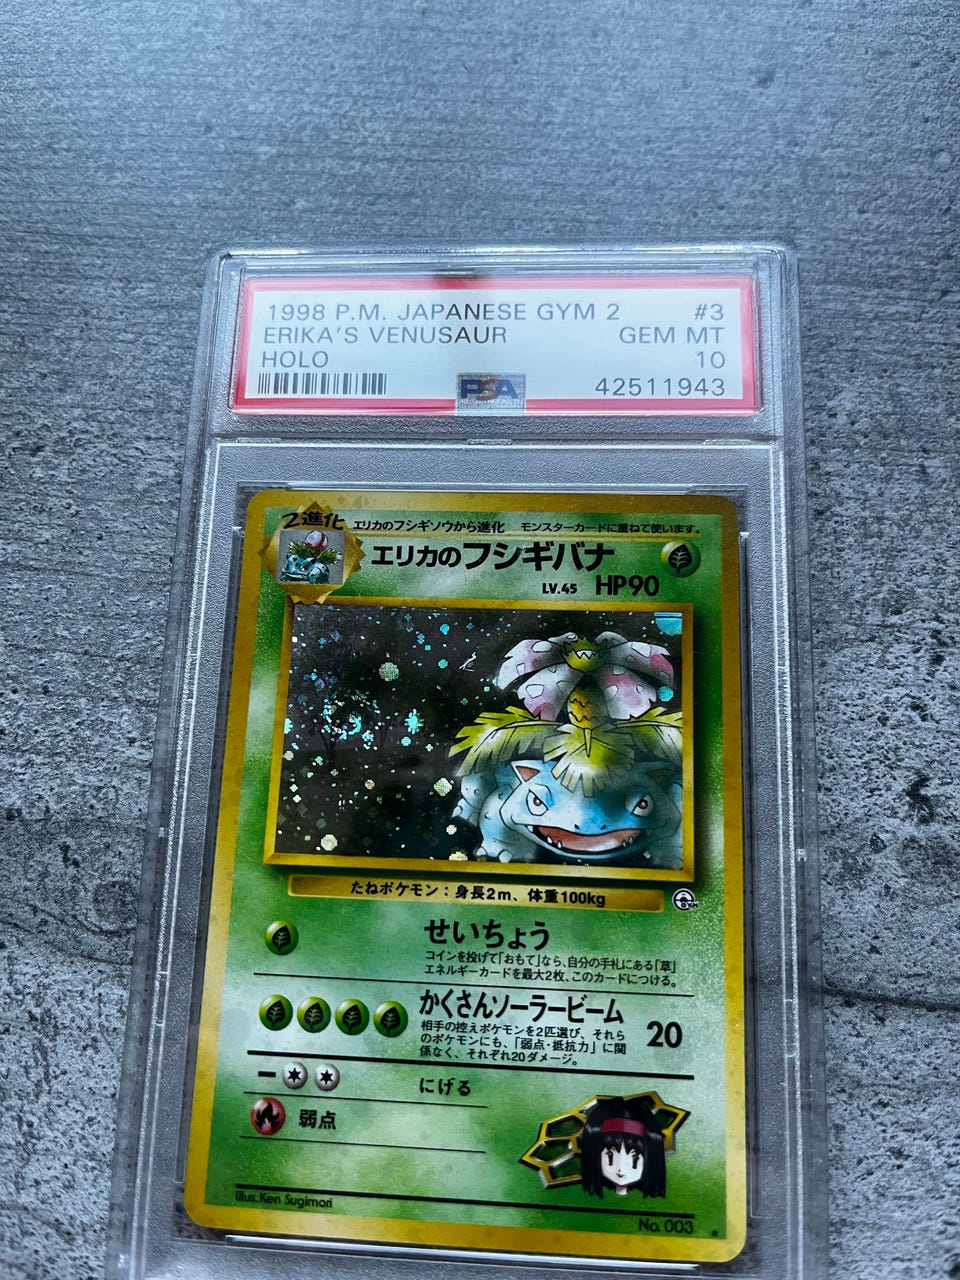 1998 P.M. JAPANESE GYM 2 #3
ERIKA'S VENUSAUR GEM MT
HOLO 10
PSA 42511943
2進化 エリカのフシギソウから進化 モンスターカードに重ねて使います。
エリカのフシギバナ
LV.45 HP90
たねポケモン：身長2m、体重100kg
GYM
せいちょう
コインを投げて「おもて」なら、自分の手札にある「草」
エネルギーカードを最大2枚、このカードにつける。
かくさんソーラービーム 20
相手の控えポケモンを2匹選び、それら
のポケモンにも、「弱点・抵抗力」に関
係なく、それぞれ20ダメージ。
にげる
弱点
Illus. Ken Sugimori
No. 003 ★